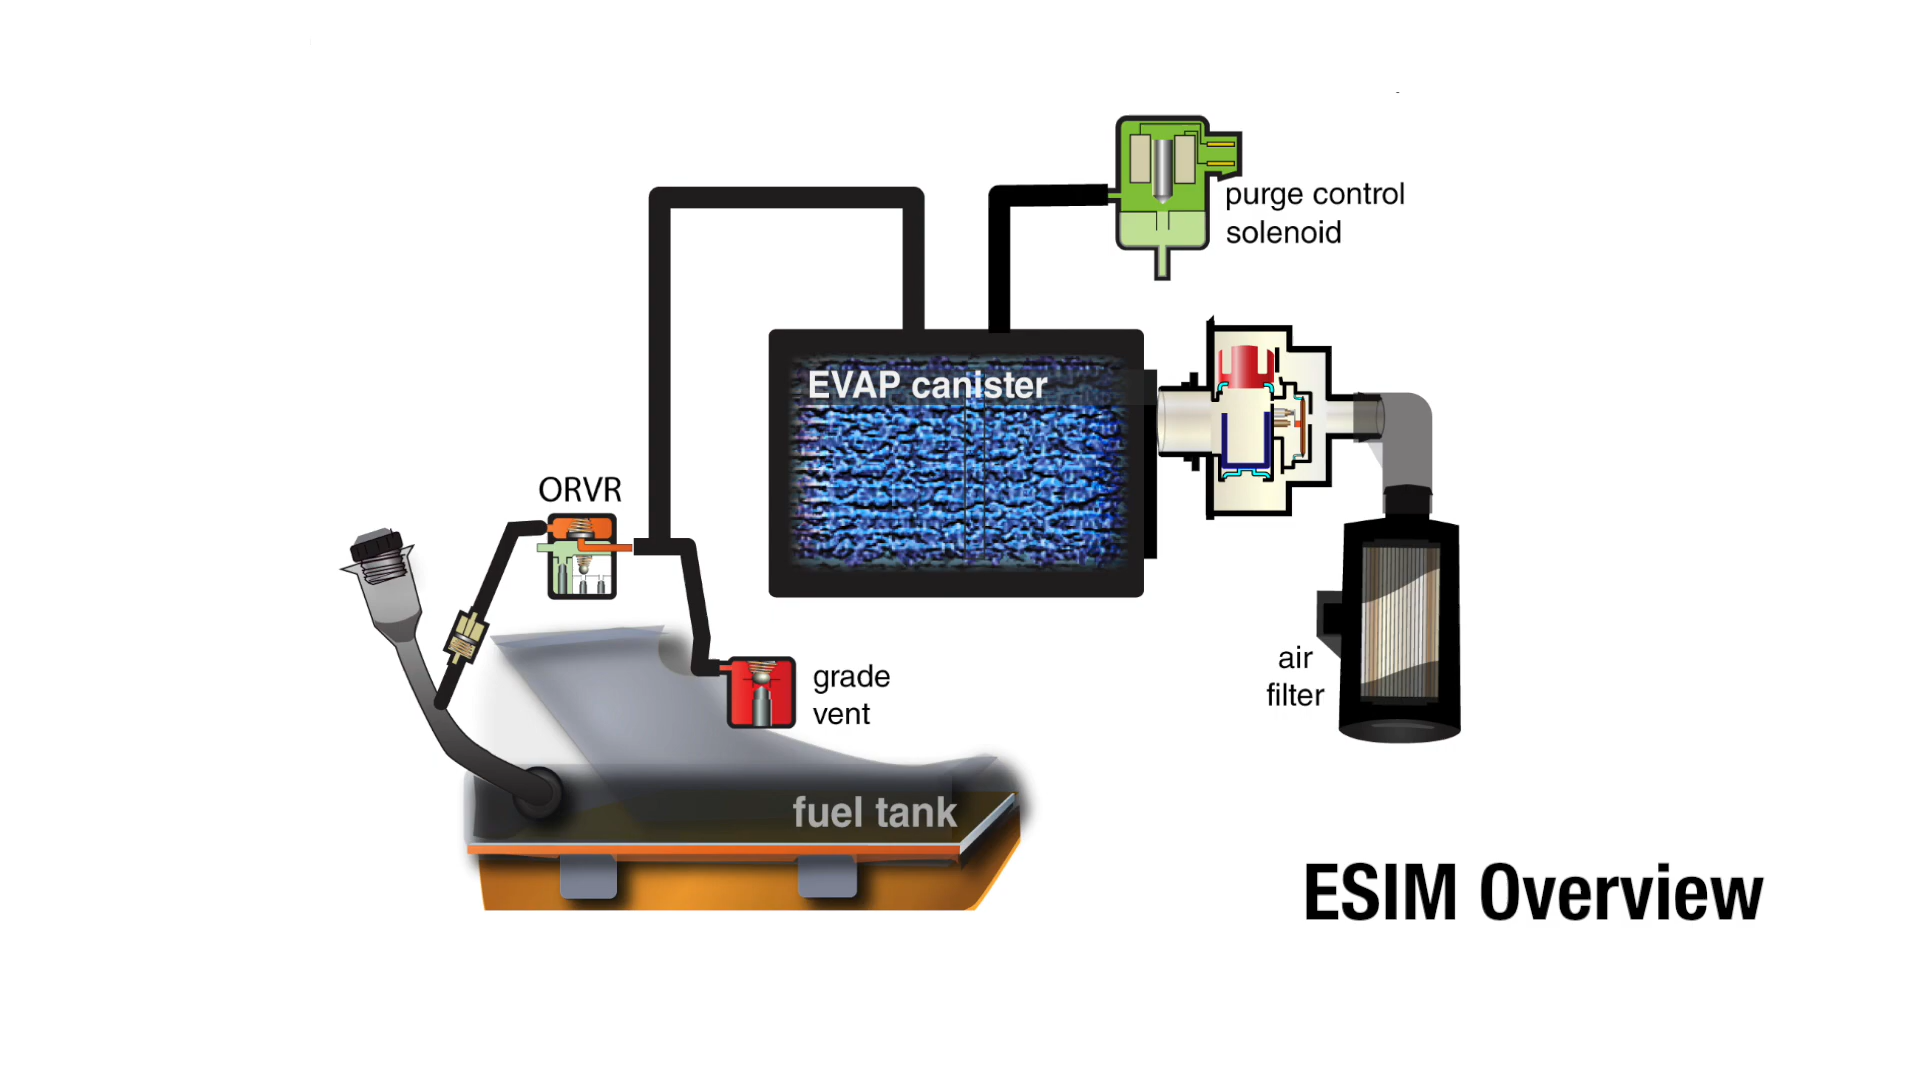 purge control
solenoid
EVAP canister
ORVR
grade
vent
air
filter
fuel tank
ESIM Overview